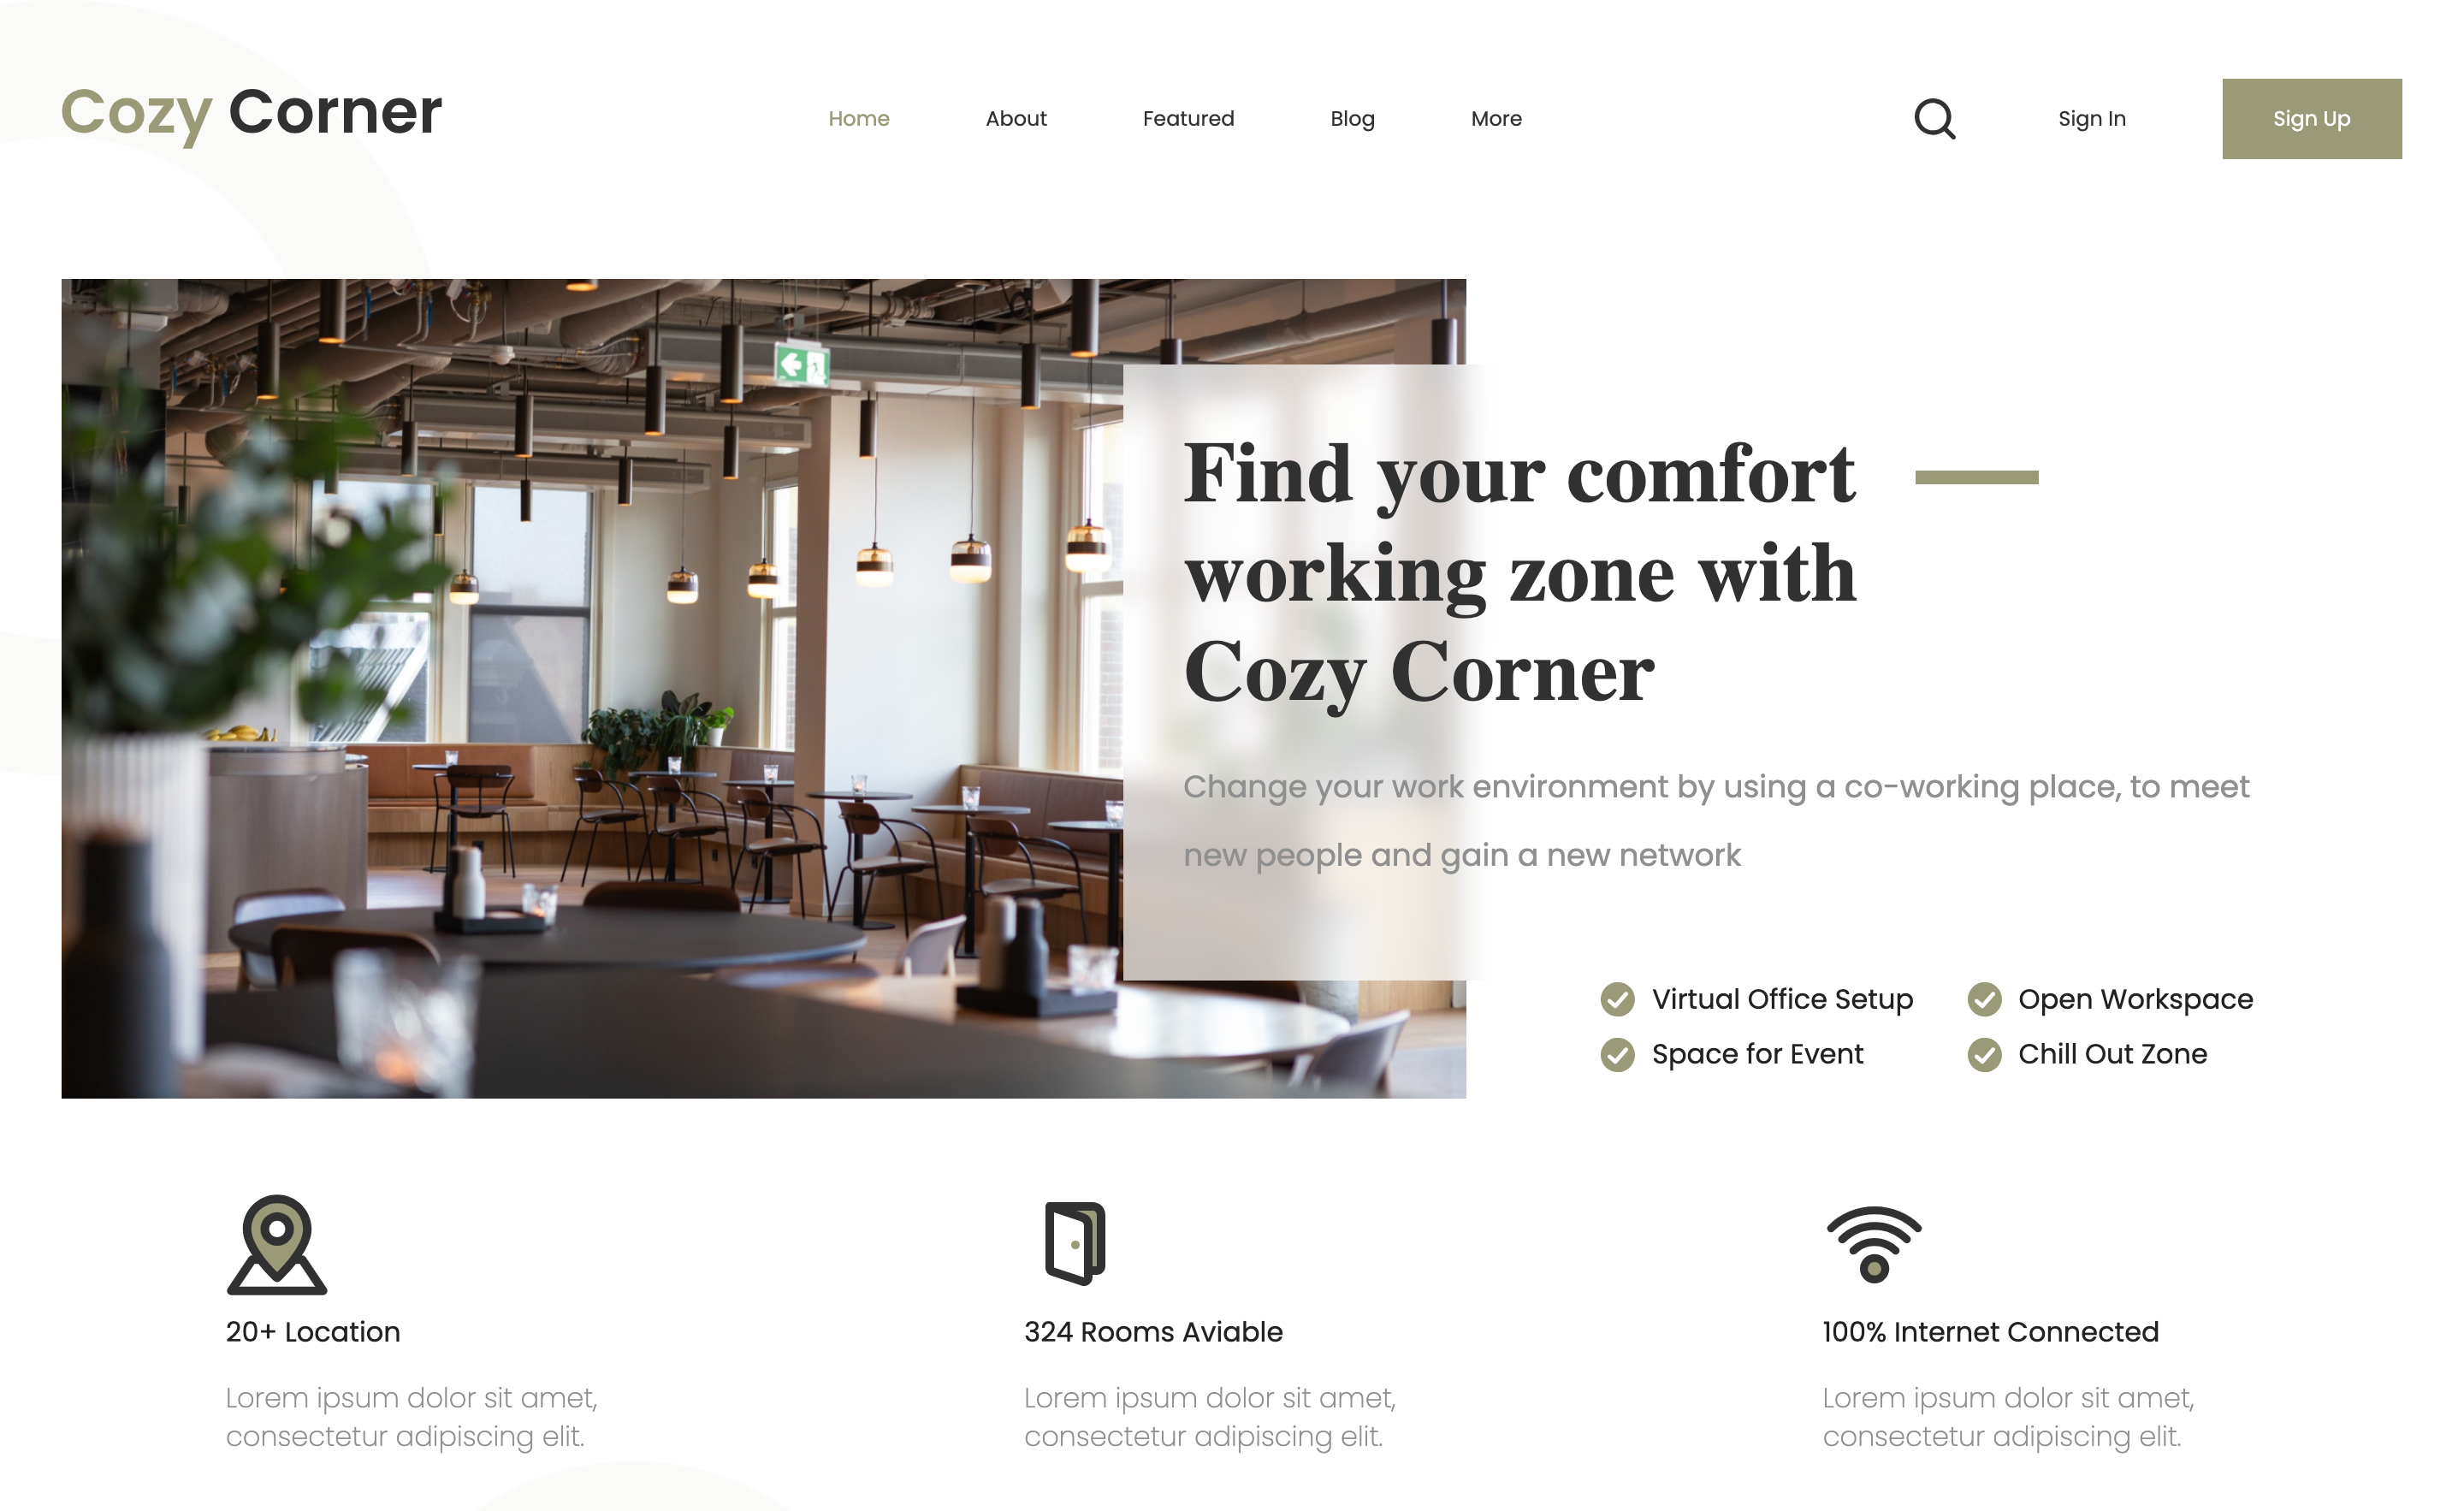 Cozy Corner
Home
About
Featured
Blog
More
Sign In
Sign Up
Find your comfort
working zone with
Cozy Corner
Change your work environment by using a co-working place, to meet
new people and gain a new network
Virtual Office Setup
Open Workspace
Space for Event
Chill Out Zone
20+ Location
Lorem ipsum dolor sit amet,
consectetur adipiscing elit.
324 Rooms Aviable
Lorem ipsum dolor sit amet,
consectetur adipiscing elit.
100% Internet Connected
Lorem ipsum dolor sit amet,
consectetur adipiscing elit.